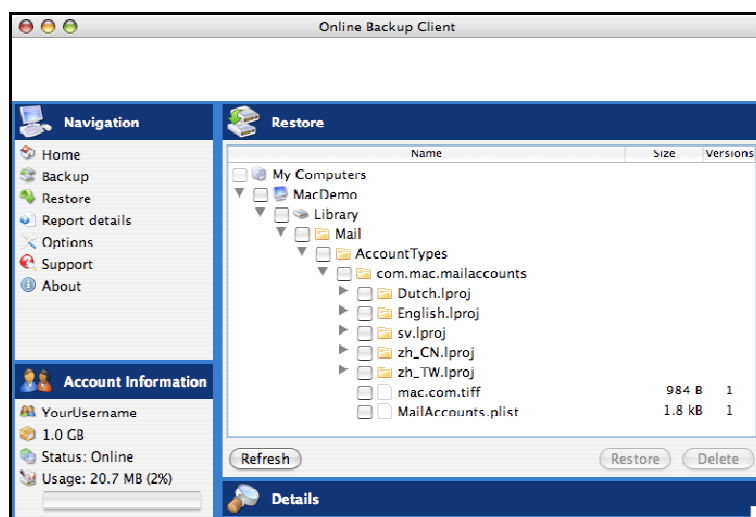 Online Backup Client
Navigation
Home
Backup
Restore
Report details
Options
Support
About
Account Information
YourUsername
1.0 GB
Status: Online
Usage: 20.7 MB (2%)
Restore
Name Size Versions
My Computers
MacDemo
Library
Mail
AccountTypes
com.mac.mailaccounts
Dutch.lproj
English.lproj
sv.lproj
zh_CN.lproj
zh_TW.lproj
mac.com.tiff 984 B 1
MailAccounts.plist 1.8 kB 1
Refresh Restore Delete
Details